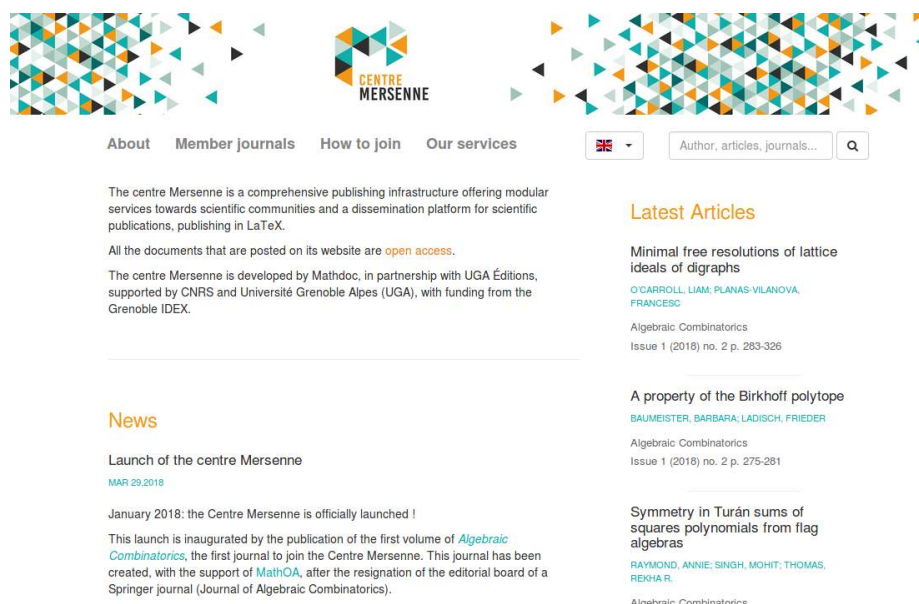 CENTRE
MERSENNE
About Member journals How to join Our services
Author, articles, journals...
The centre Mersenne is a comprehensive publishing infrastructure offering modular
services towards scientific communities and a dissemination platform for scientific
publications, publishing in LaTeX.
All the documents that are posted on its website are open access.
The centre Mersenne is developed by Mathdoc, in partnership with UGA Éditions,
supported by CNRS and Université Grenoble Alpes (UGA), with funding from the
Grenoble IDEX.
News
Launch of the centre Mersenne
MAR 29,2018
January 2018: the Centre Mersenne is officially launched !
This launch is inaugurated by the publication of the first volume of Algebraic
Combinatorics, the first journal to join the Centre Mersenne. This journal has been
created, with the support of MathOA, after the resignation of the editorial board of a
Springer journal (Journal of Algebraic Combinatorics).
Latest Articles
Minimal free resolutions of lattice
ideals of digraphs
O'CARROLL, LIAM; PLANAS-VILANOVA,
FRANCESC
Algebraic Combinatorics
Issue 1 (2018) no. 2 p. 283-326
A property of the Birkhoff polytope
BAUMEISTER, BARBARA; LADISCH, FRIEDER
Algebraic Combinatorics
Issue 1 (2018) no. 2 p. 275-281
Symmetry in Turán sums of
squares polynomials from flag
algebras
RAYMOND, ANNIE; SINGH, MOHIT; THOMAS,
REKHA R.
Algebraic Combinatorics